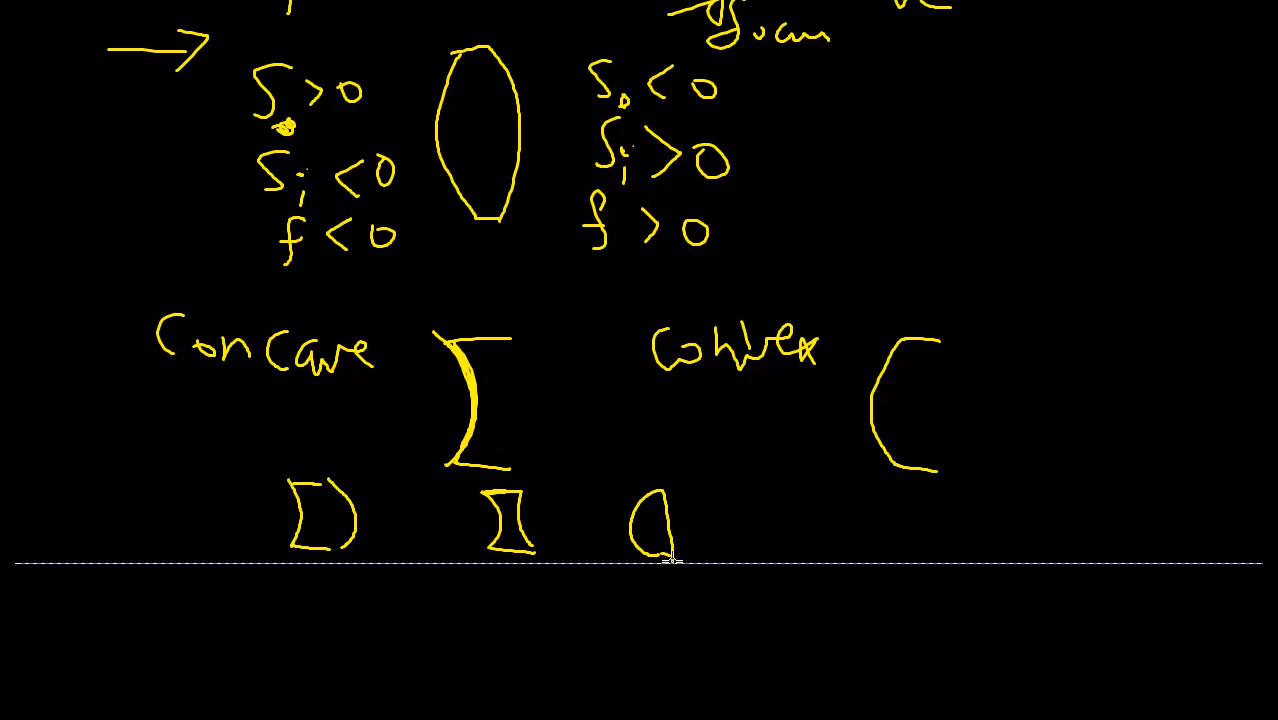 S > 0 So < 0
Si < 0 Si > 0
f < 0 f > 0
Concave Convex